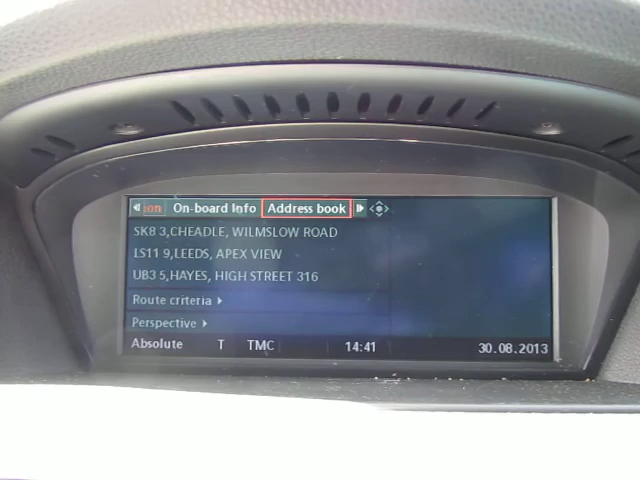 ion On-board Info Address book
SK8 3,CHEADLE, WILMSLOW ROAD
LS11 9,LEEDS, APEX VIEW
UB3 5,HAYES, HIGH STREET 316
Route criteria
Perspective
Absolute T TMC 14:41 30.08.2013